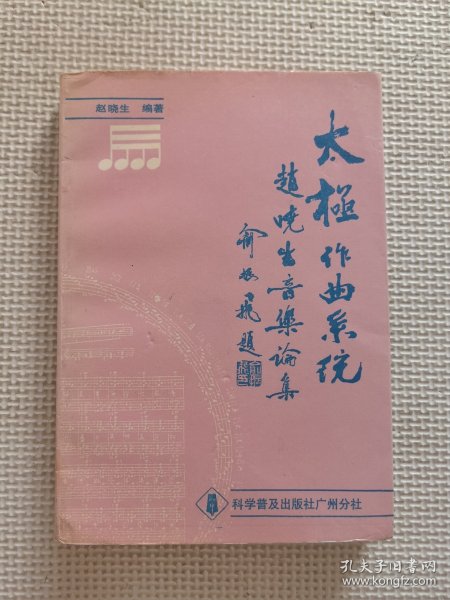 赵晓生 编著
太極作曲系统
趙曉生音樂論集
俞振飛題
科学普及出版社广州分社
孔夫子旧书网
www.kongfz.com